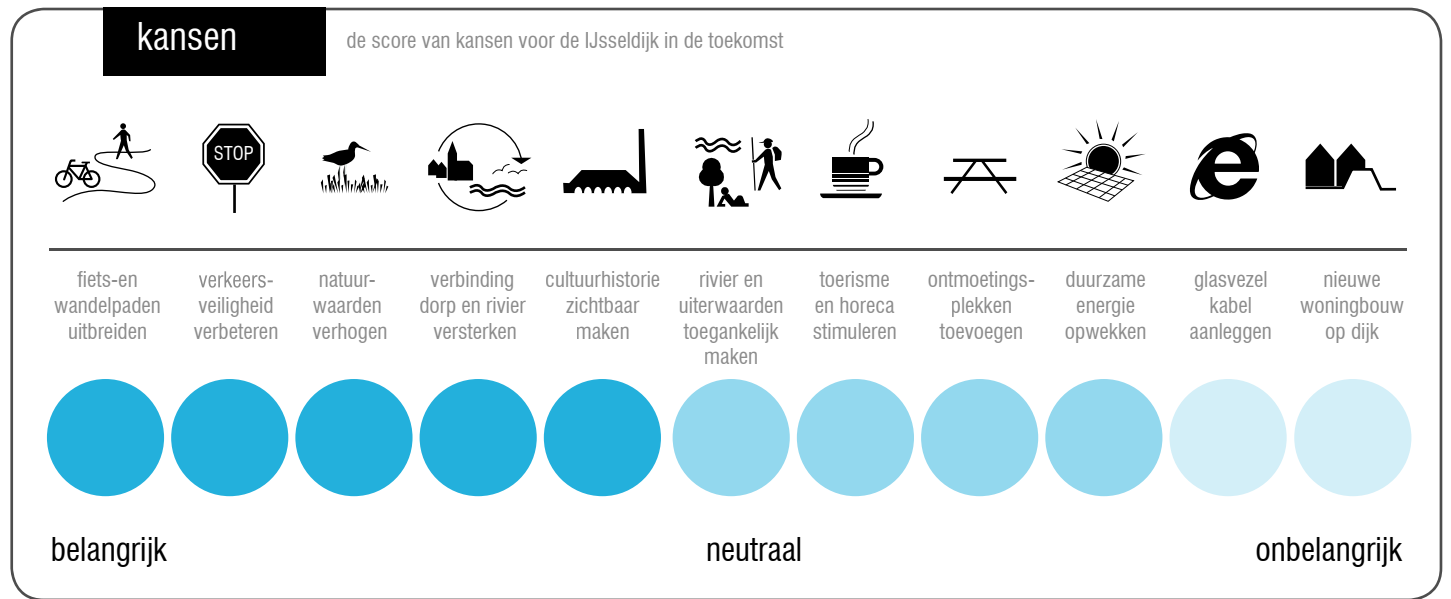 kansen
de score van kansen voor de IJsseldijk in de toekomst
STOP
fiets-en
wandelpaden
uitbreiden
verkeers-
veiligheid
verbeteren
natuur-
waarden
verhogen
verbinding
dorp en rivier
versterken
cultuurhistorie
zichtbaar
maken
rivier en
uiterwaarden
toegankelijk
maken
toerisme
en horeca
stimuleren
ontmoetings-
plekken
toevoegen
duurzame
energie
opwekken
glasvezel
kabel
aanleggen
nieuwe
woningbouw
op dijk
belangrijk
neutraal
onbelangrijk